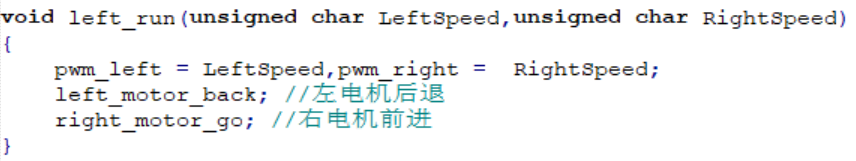 void left_run(unsigned char LeftSpeed,unsigned char RightSpeed)
{
    pwm_left = LeftSpeed,pwm_right =  RightSpeed;
    left_motor_back; //左电机后退
    right_motor_go; //右电机前进
}